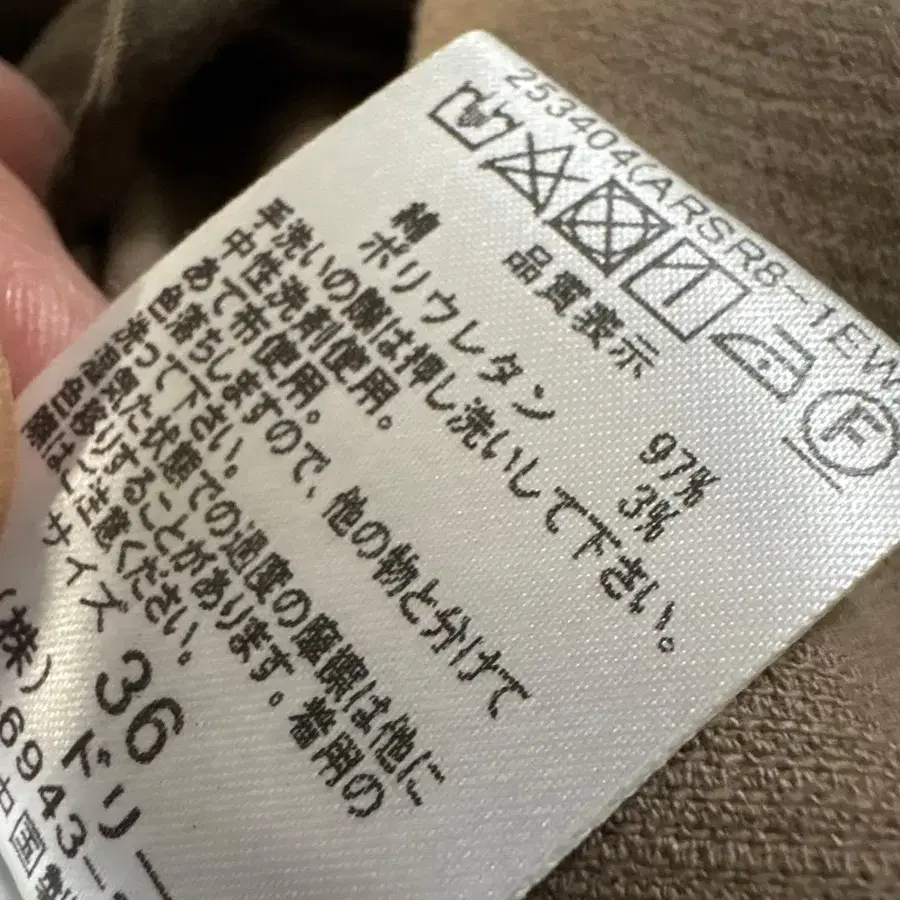 253404(ARSR8-1EW
F
品質表示
綿 97%
ポリウレタン 3%
手洗いの際は押し洗いして下さい。
中性洗剤使用。
あて布使用。
色落ちしますので、他の物と分けて
洗って下さい。
湿気た状態での過度の摩擦は他に
色移りすることがあります。着用の
際はご注意ください。
サイズ 36
(株) ドリー
6943-
中国製